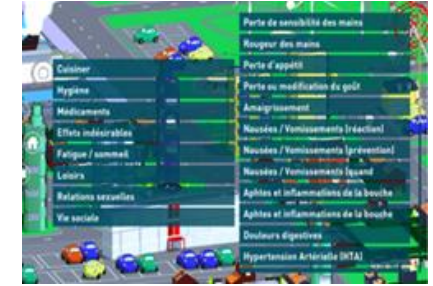 Cuisiner
Hygiène
Médicaments
Effets indésirables
Fatigue / sommeil
Loisirs
Relations sexuelles
Vie sociale
Perte de sensibilité des mains
Rougeur des mains
Perte d'appétit
Perte ou modification du goût
Amaigrissement
Nausées / Vomissements (réaction)
Nausées / Vomissements (prévention)
Nausées / Vomissements (quand
Aphtes et inflammations de la bouche
Aphtes et inflammations de la bouche
Douleurs digestives
Hypertension Artérielle (HTA)